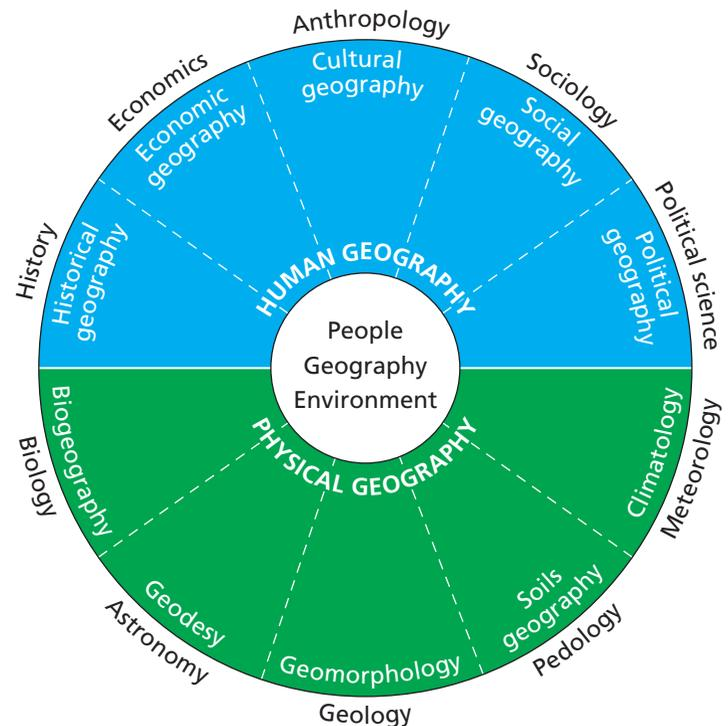 Anthropology
Cultural
geography
Sociology
Social
geography
Political science
Political
geography
Economics
Economic
geography
History
Historical
geography
HUMAN GEOGRAPHY
People
Geography
Environment
PHYSICAL GEOGRAPHY
Biogeography
Biology
Geodesy
Astronomy
Geomorphology
Geology
Soils
geography
Pedology
Climatology
Meteorology